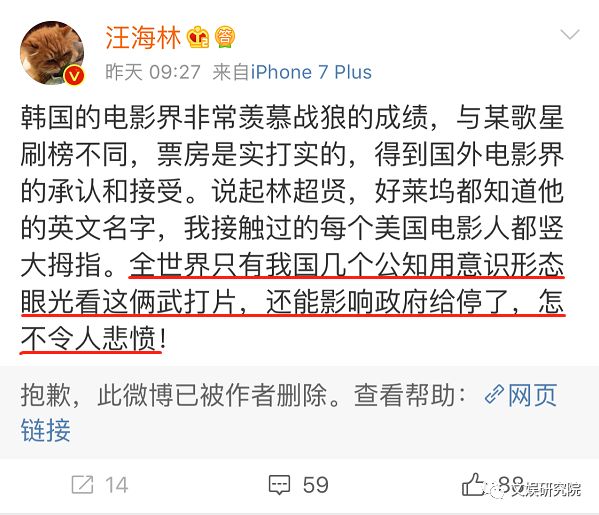 汪海林 答
昨天 09:27 来自iPhone 7 Plus
韩国的电影界非常羡慕战狼的成绩，与某歌星
刷榜不同，票房是实打实的，得到国外电影界
的承认和接受。说起林超贤，好莱坞都知道他
的英文名字，我接触过的每个美国电影人都竖
大拇指。全世界只有我国几个公知用意识形态
眼光看这俩武打片，还能影响政府给停了，怎
不令人悲愤！
抱歉，此微博已被作者删除。查看帮助：网页
链接
14 59 88
文娱研究院